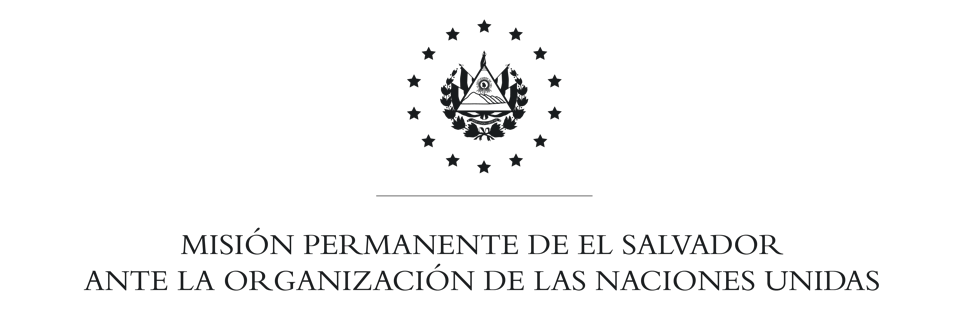 MISIÓN PERMANENTE DE EL SALVADOR
ANTE LA ORGANIZACIÓN DE LAS NACIONES UNIDAS